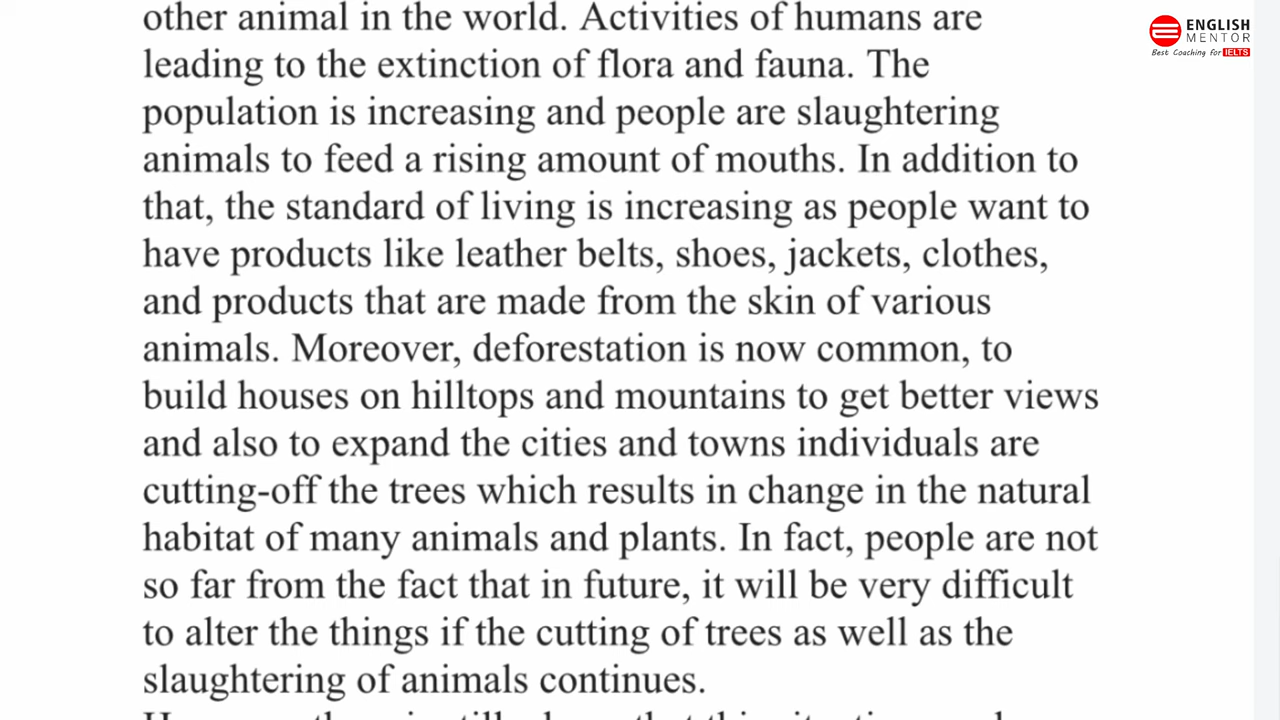 other animal in the world. Activities of humans are
leading to the extinction of flora and fauna. The
population is increasing and people are slaughtering
animals to feed a rising amount of mouths. In addition to
that, the standard of living is increasing as people want to
have products like leather belts, shoes, jackets, clothes,
and products that are made from the skin of various
animals. Moreover, deforestation is now common, to
build houses on hilltops and mountains to get better views
and also to expand the cities and towns individuals are
cutting-off the trees which results in change in the natural
habitat of many animals and plants. In fact, people are not
so far from the fact that in future, it will be very difficult
to alter the things if the cutting of trees as well as the
slaughtering of animals continues.
ENGLISH
MENTOR
Best Coaching for IELTS